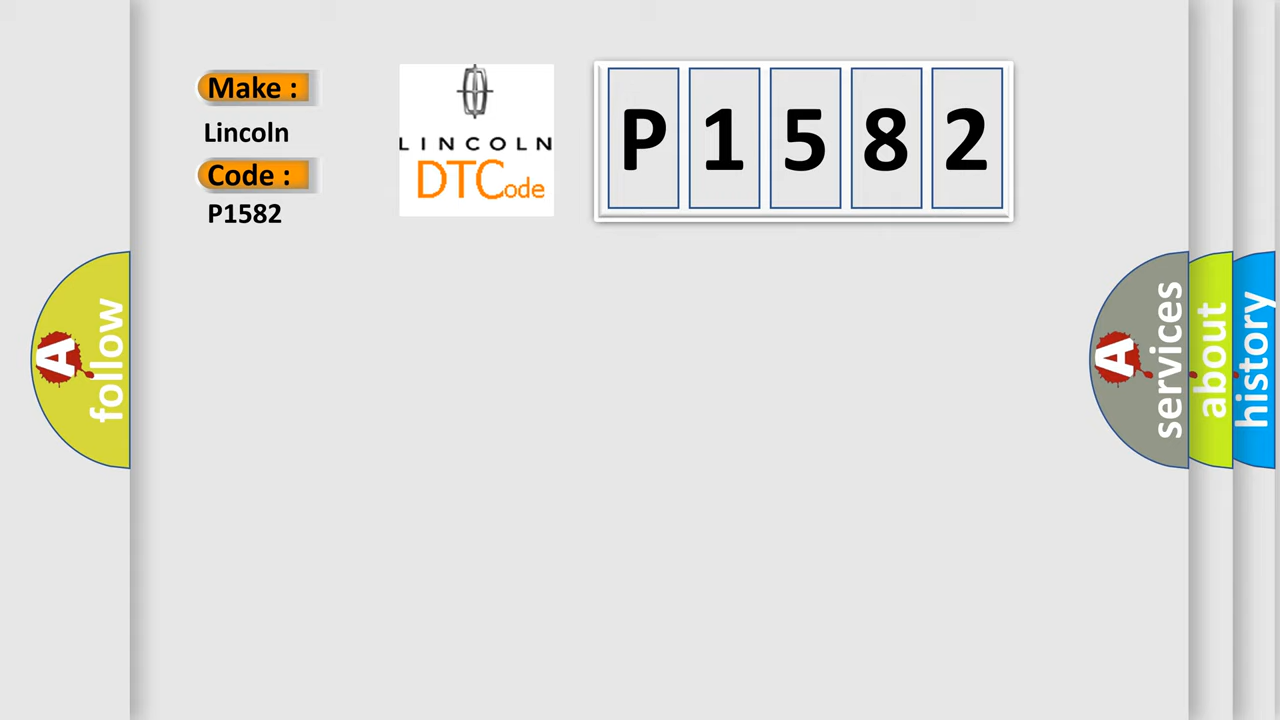 Make :
Lincoln
Code :
P1582
LINCOLN
DTCode
P 1 5 8 2
A follow
A services
about
history